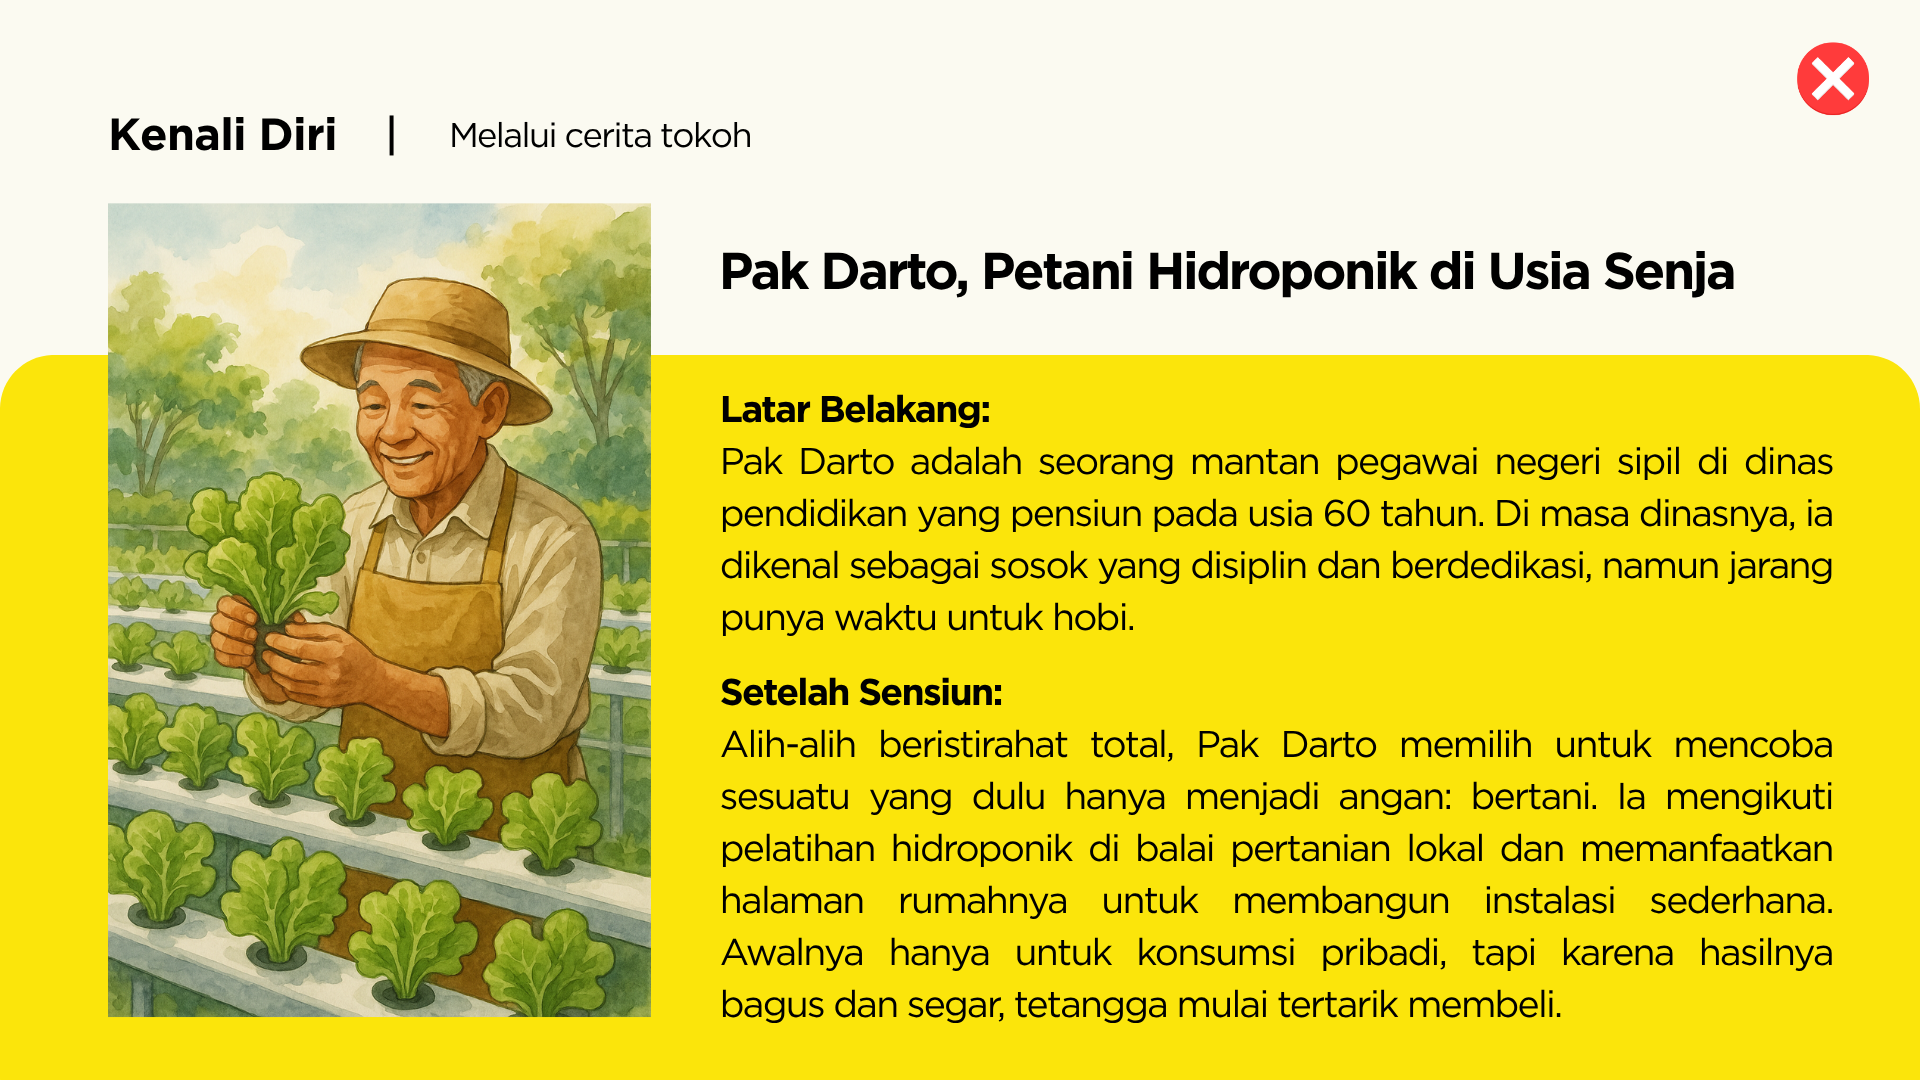 Kenali Diri | Melalui cerita tokoh
Pak Darto, Petani Hidroponik di Usia Senja
Latar Belakang:
Pak Darto adalah seorang mantan pegawai negeri sipil di dinas
pendidikan yang pensiun pada usia 60 tahun. Di masa dinasnya, ia
dikenal sebagai sosok yang disiplin dan berdedikasi, namun jarang
punya waktu untuk hobi.
Setelah Sensiun:
Alih-alih beristirahat total, Pak Darto memilih untuk mencoba
sesuatu yang dulu hanya menjadi angan: bertani. Ia mengikuti
pelatihan hidroponik di balai pertanian lokal dan memanfaatkan
halaman rumahnya untuk membangun instalasi sederhana.
Awalnya hanya untuk konsumsi pribadi, tapi karena hasilnya
bagus dan segar, tetangga mulai tertarik membeli.